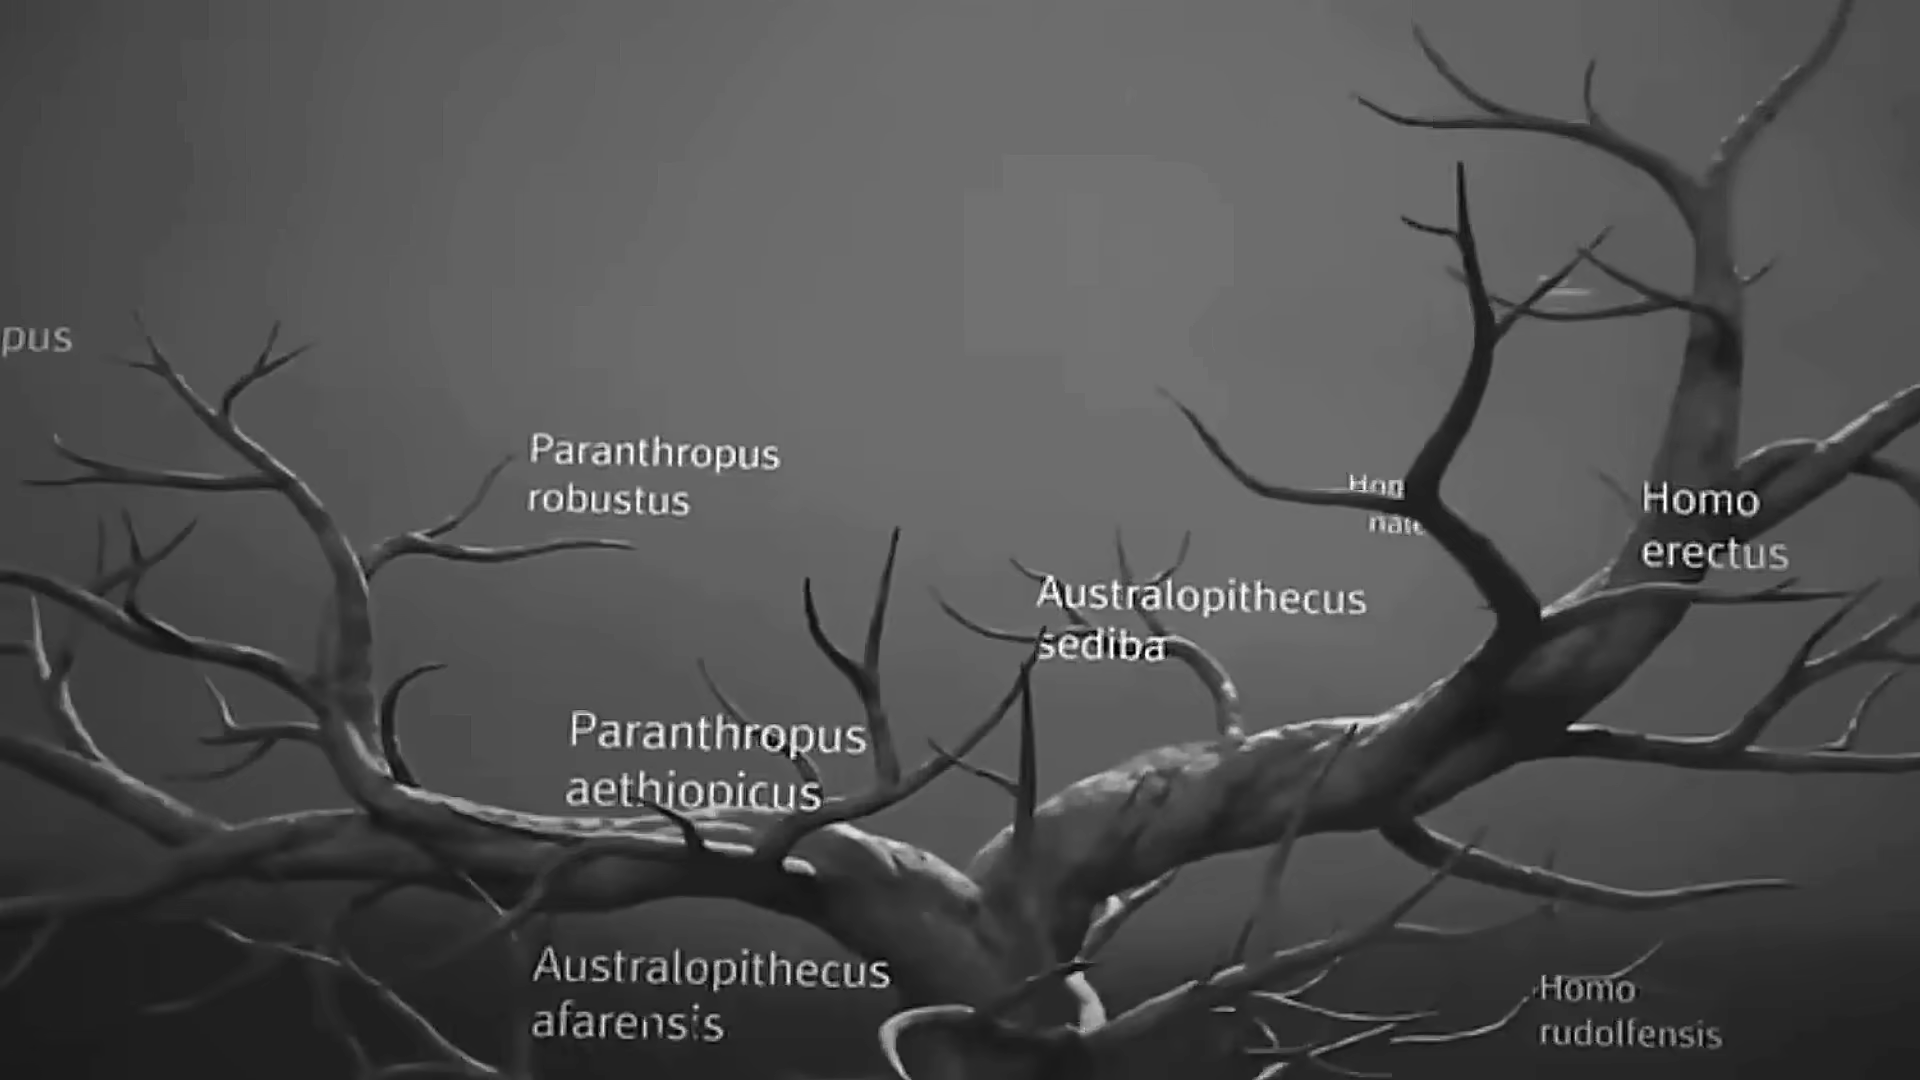 pus
Paranthropus
robustus
Homo
erectus
Australopithecus
sediba
Paranthropus
aethiopicus
Australopithecus
afarensis
Homo
rudolfensis